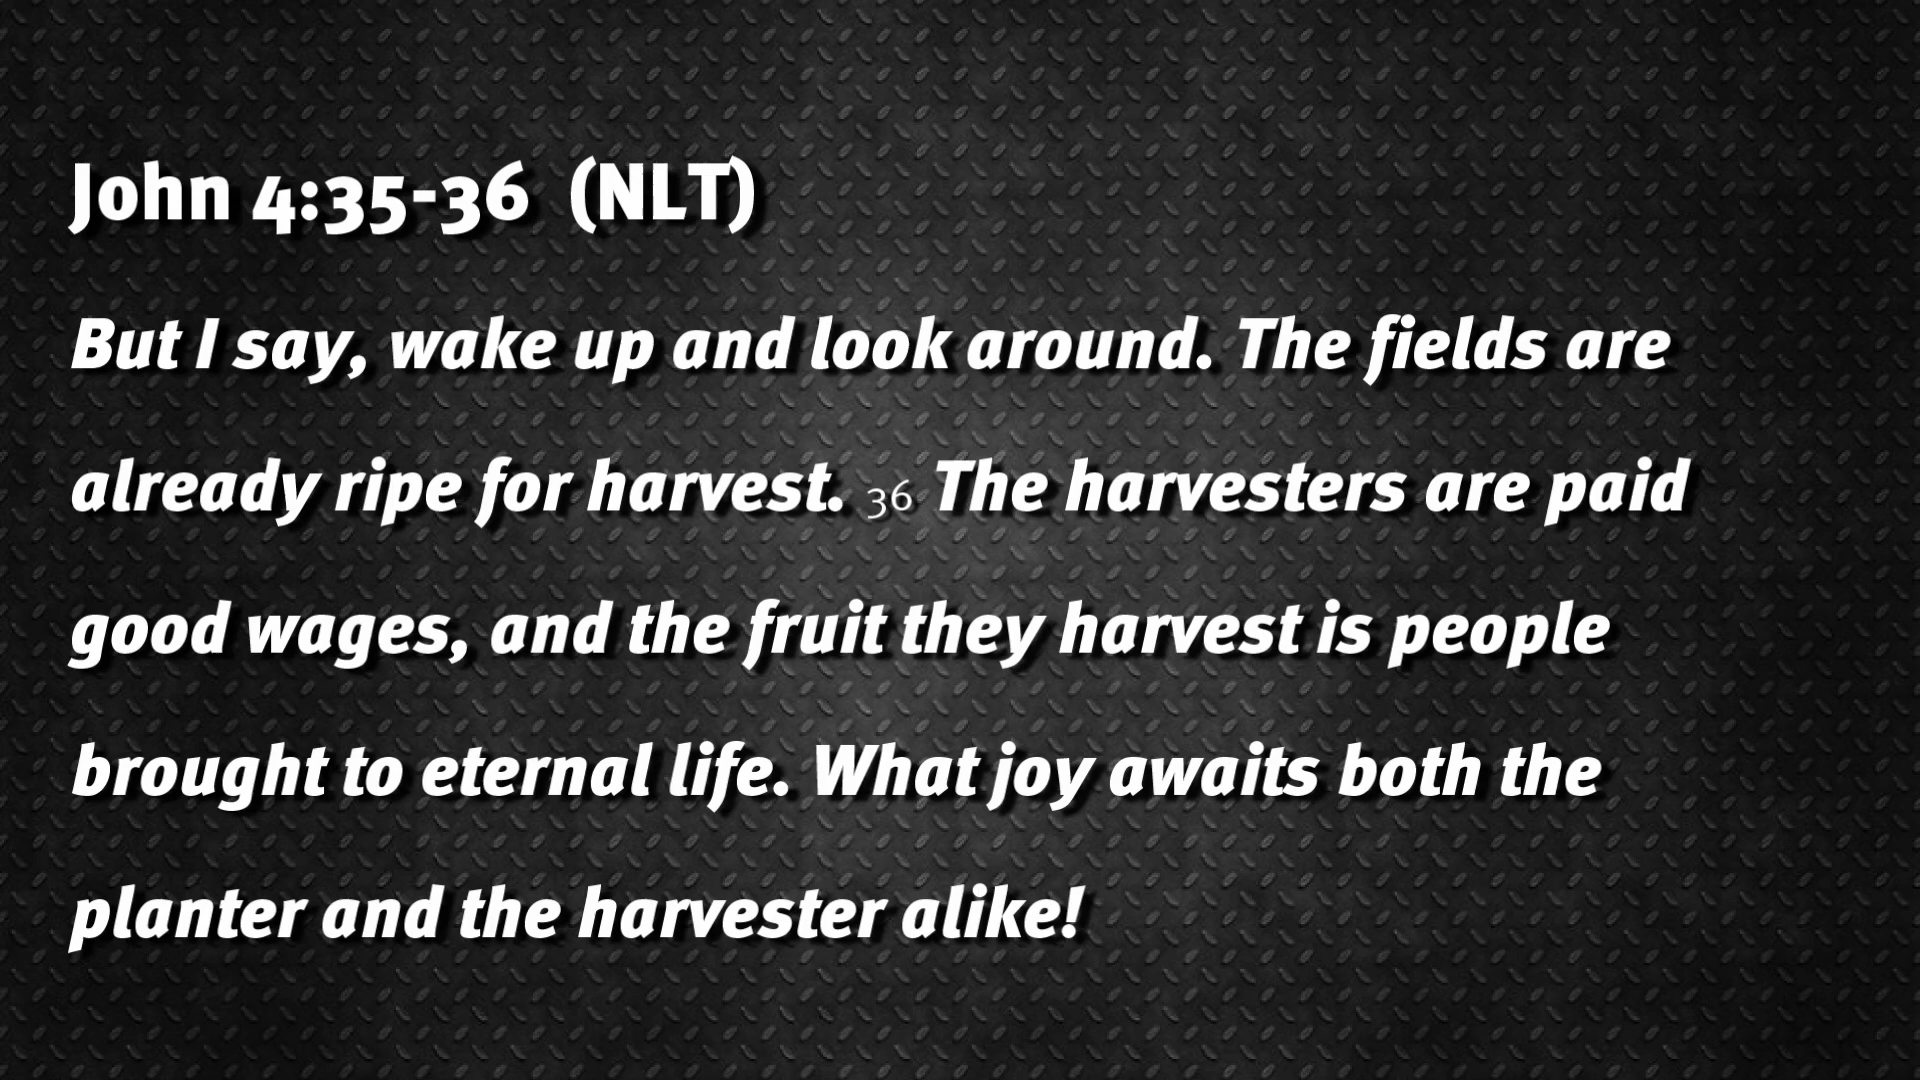 John 4:35-36  (NLT)
But I say, wake up and look around. The fields are
already ripe for harvest. 36 The harvesters are paid
good wages, and the fruit they harvest is people
brought to eternal life. What joy awaits both the
planter and the harvester alike!